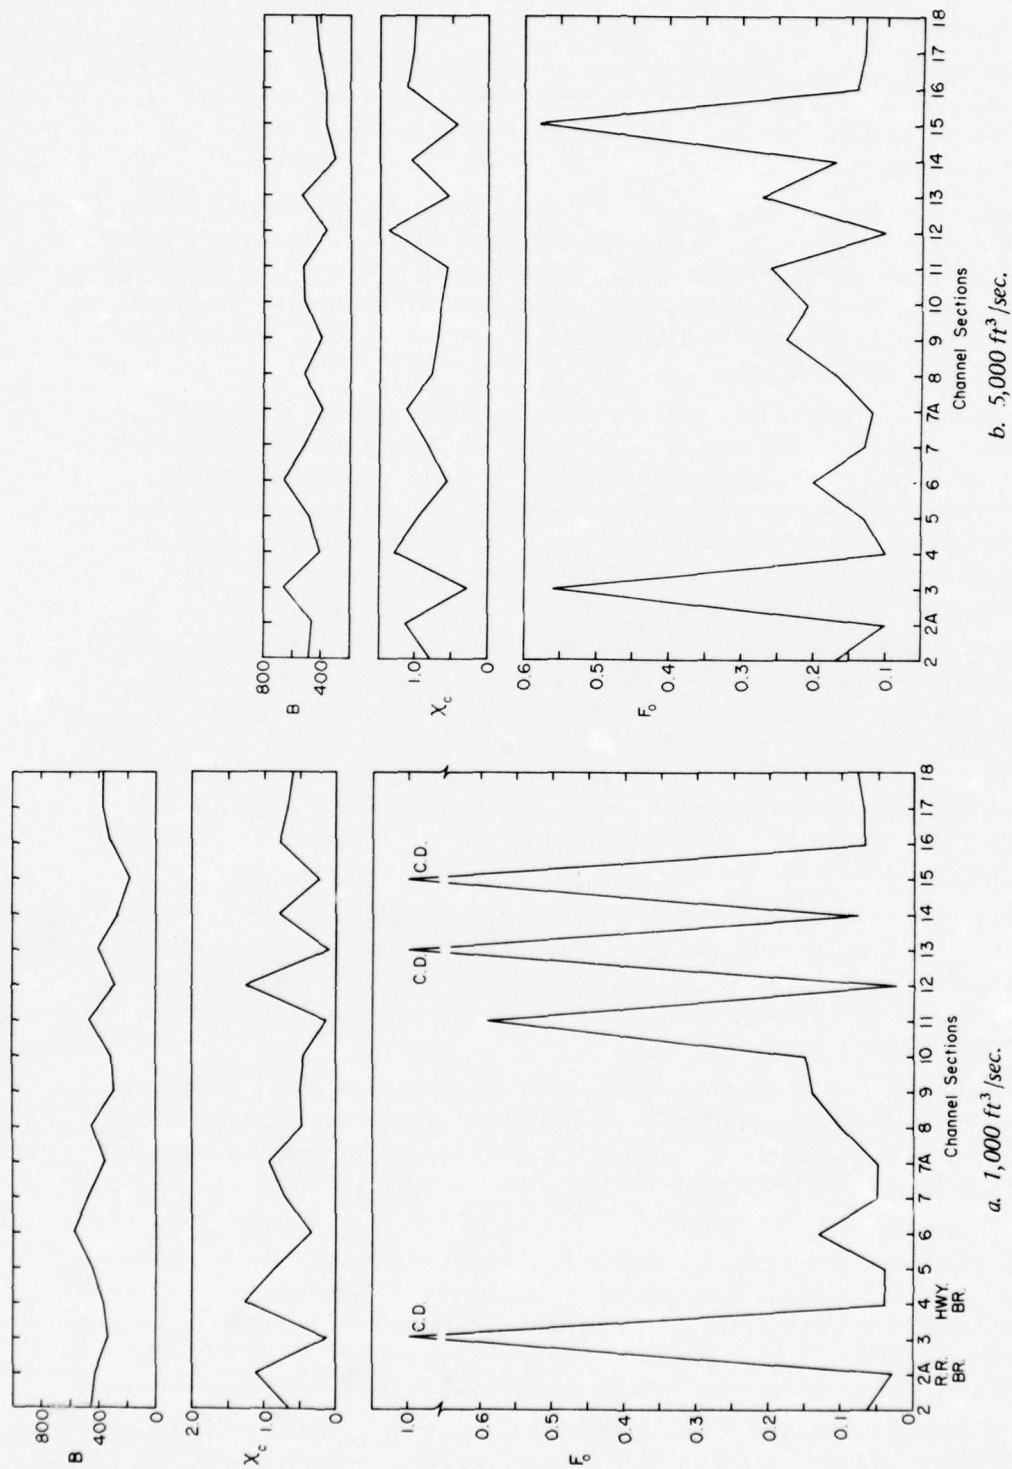 800
B 400
0
2.0
χc 1.0
0
1.0 C.D. C.D. C.D.
0.6
0.5
0.4
Fo
0.3
0.2
0.1
0
2 2A 3 4 5 6 7 7A 8 9 10 11 12 13 14 15 16 17 18
R.R. HWY.
BR. BR.
Channel Sections
a. 1,000 ft³/sec.
800
B
400
χc 1.0
0
0.6
0.5
0.4
Fo
0.3
0.2
0.1
2 2A 3 4 5 6 7 7A 8 9 10 11 12 13 14 15 16 17 18
Channel Sections
b. 5,000 ft³/sec.